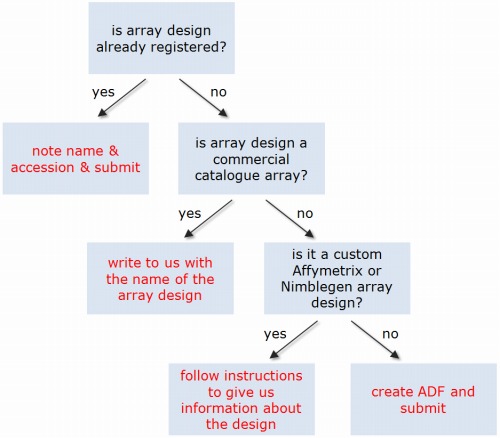 is array design
already registered?
yes
no
note name &
accession & submit
is array design a
commercial
catalogue array?
yes
no
write to us with
the name of the
array design
is it a custom
Affymetrix or
Nimblegen array
design?
yes
no
follow instructions
to give us
information about
the design
create ADF and
submit